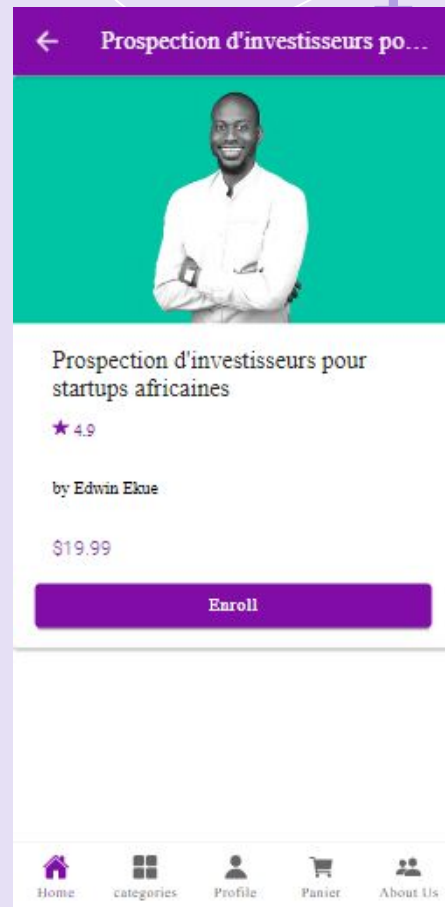 Prospection d'investisseurs po...
Prospection d'investisseurs pour
startups africaines
★ 4.9
by Edwin Ekue
$19.99
Enroll
Home categories Profile Panier About Us